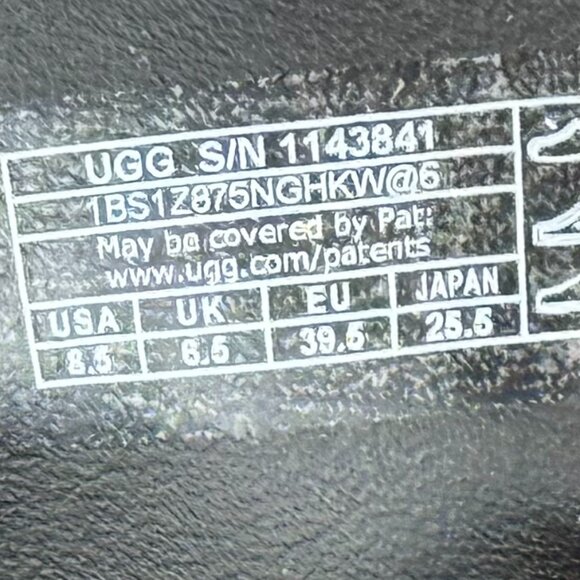 UGG S/N 1143841
1BS1Z875NGHKW@6
May be covered by Pat:
www.ugg.com/patents
USA UK EU JAPAN
8.5 6.5 39.5 25.5